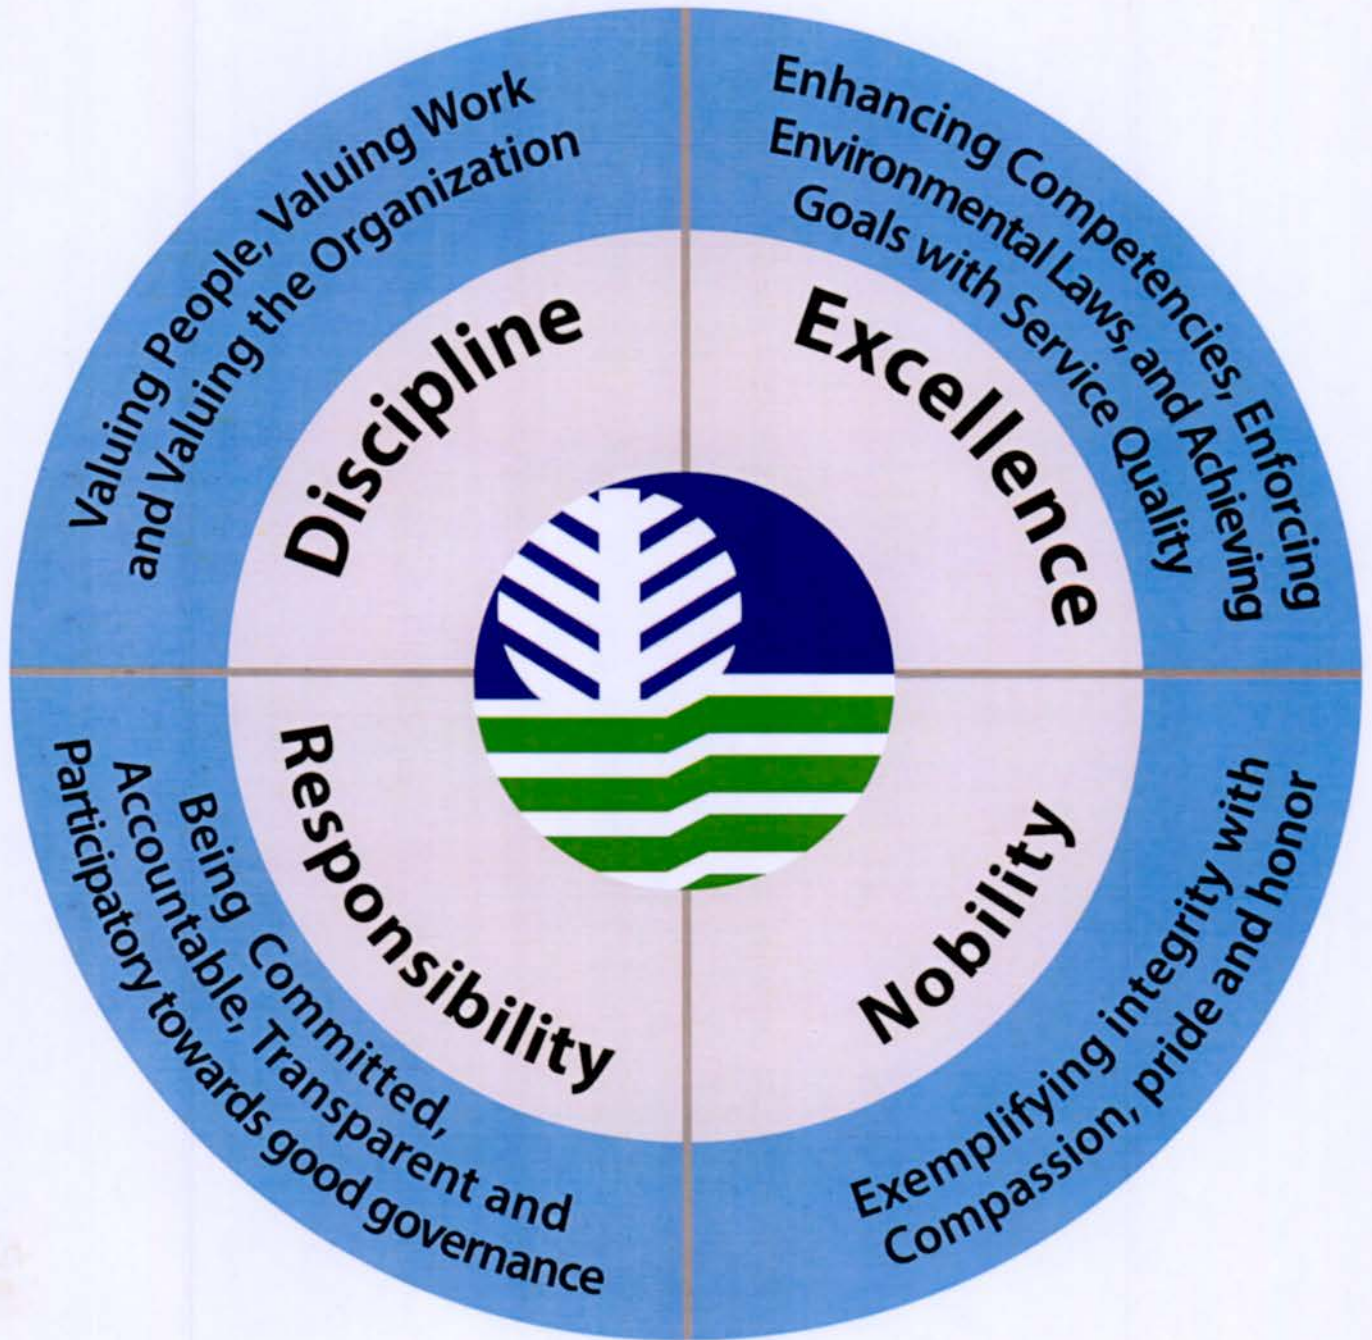 Valuing People, Valuing Work
and Valuing the Organization
Discipline
Enhancing Competencies, Enforcing
Environmental Laws, and Achieving
Goals with Service Quality
Excellence
Responsibility
Being Committed,
Accountable, Transparent and
Participatory towards good governance
Nobility
Exemplifying integrity with
Compassion, pride and honor